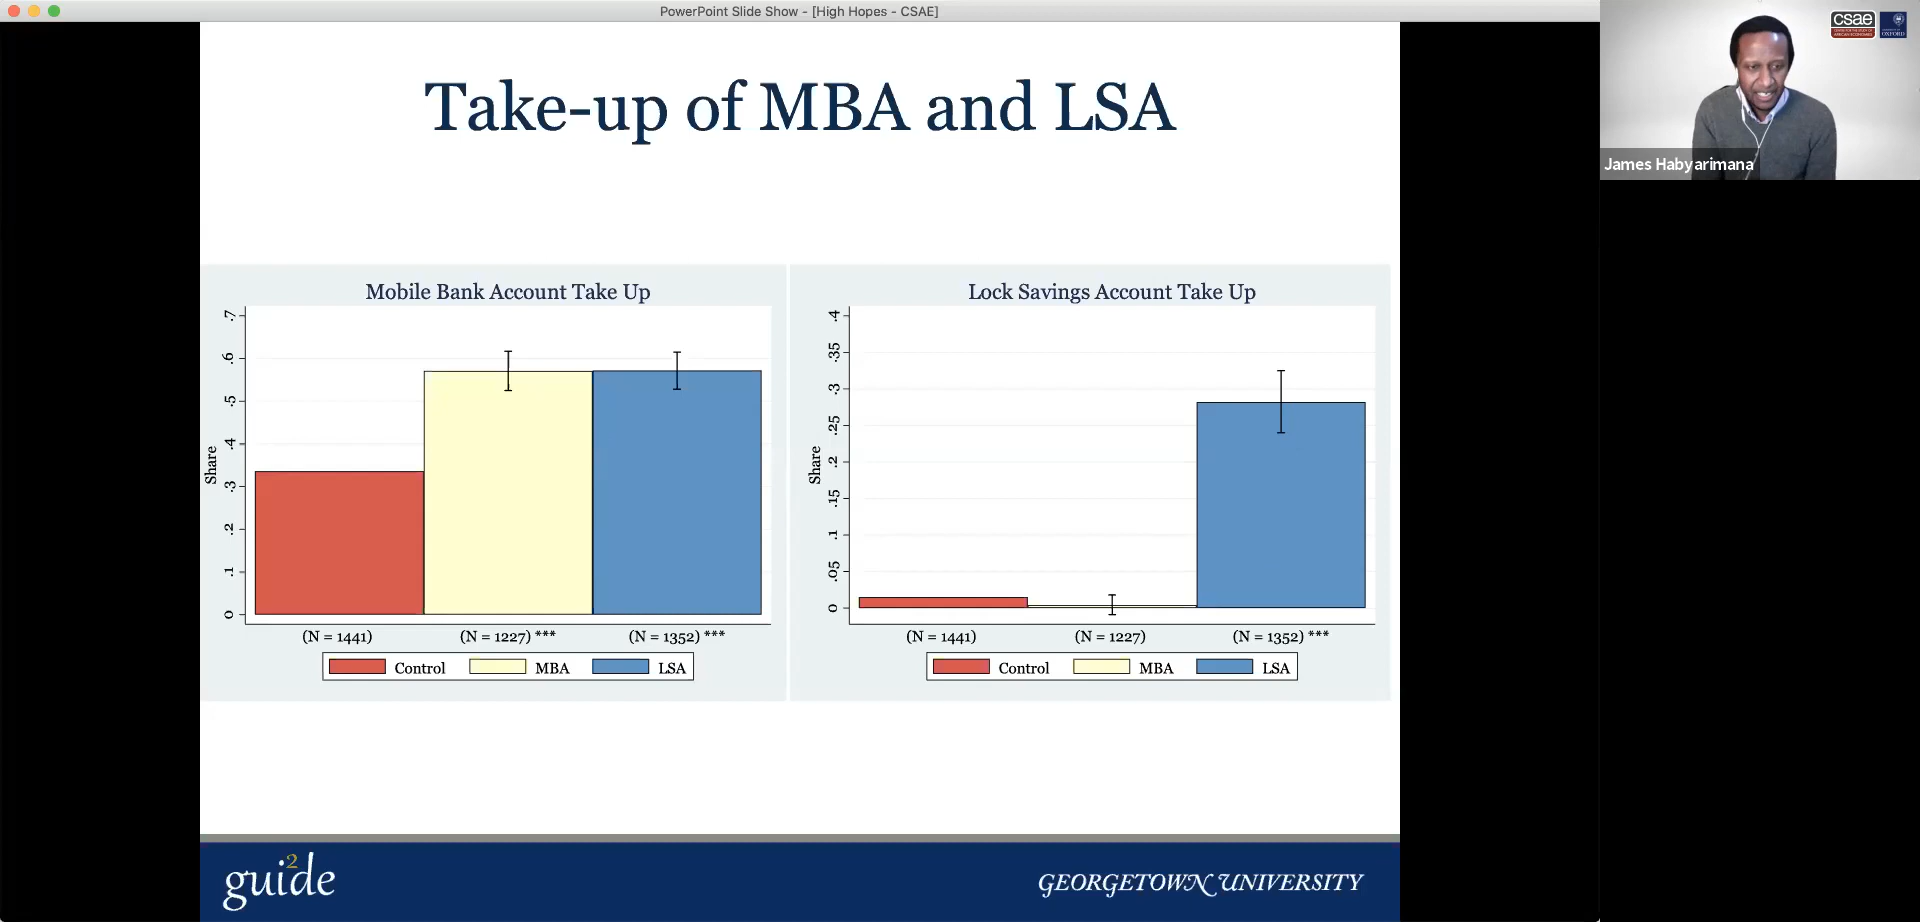 PowerPoint Slide Show - [High Hopes - CSAE]
Take-up of MBA and LSA
Mobile Bank Account Take Up
Share
.7
.6
.5
.4
.3
.2
.1
0
(N = 1441)
(N = 1227) ***
(N = 1352) ***
Control
MBA
LSA
Lock Savings Account Take Up
Share
.4
.35
.3
.25
.2
.15
.1
.05
0
(N = 1441)
(N = 1227)
(N = 1352) ***
Control
MBA
LSA
gui2de
GEORGETOWN UNIVERSITY
csae
OXFORD
James Habyarimana